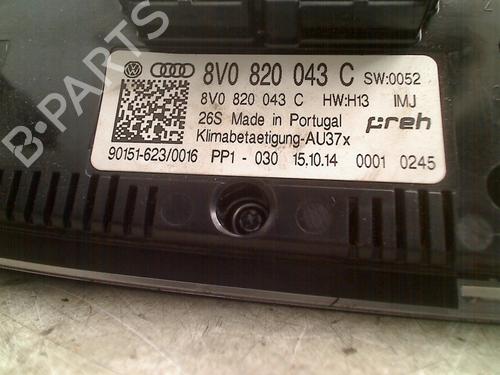 8V0 820 043 C SW:0052
8V0 820 043 C HW:H13 IMJ
26S Made in Portugal preh
Klimabetaetigung-AU37x
90151-623/0016 PP1-030 15.10.14 0001 0245
B-PARTS